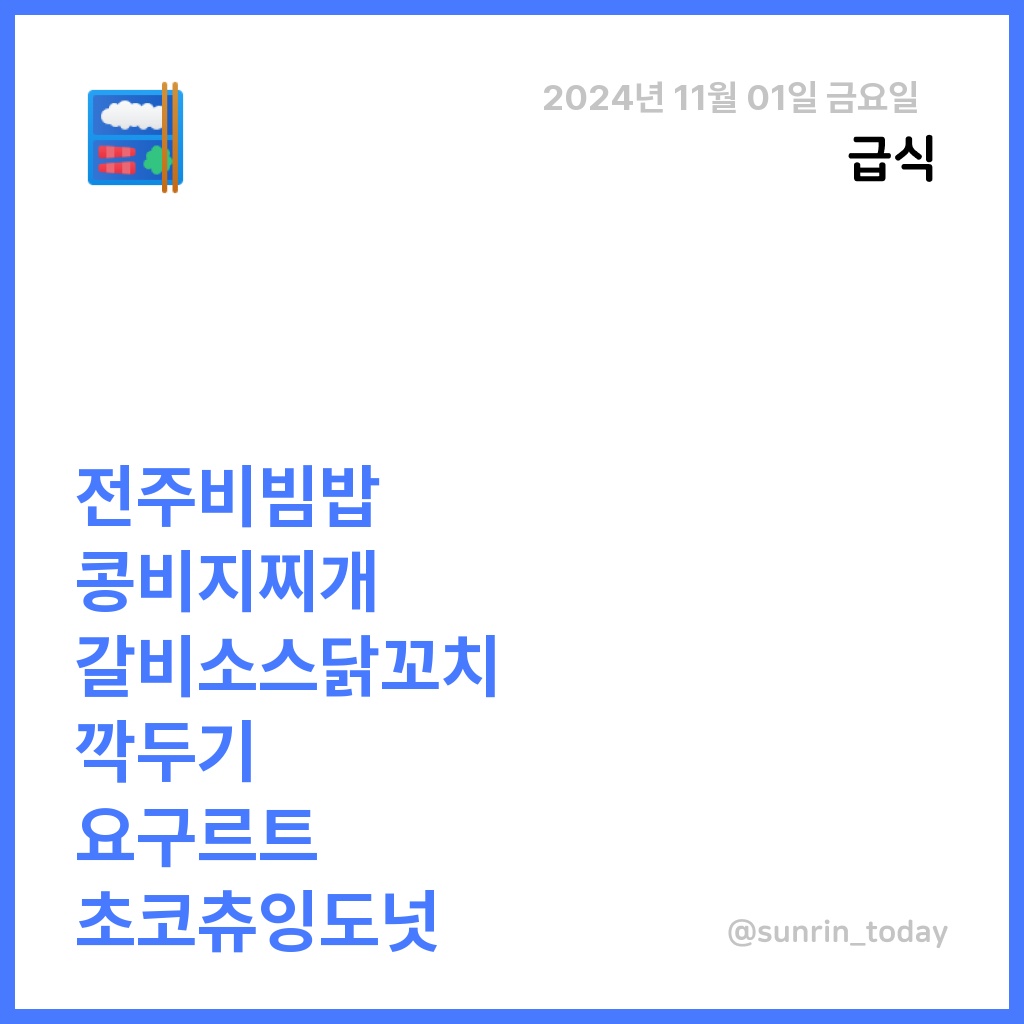 2024년 11월 01일 금요일
급식
전주비빔밥
콩비지찌개
갈비소스닭꼬치
깍두기
요구르트
초코츄잉도넛
@sunrin_today